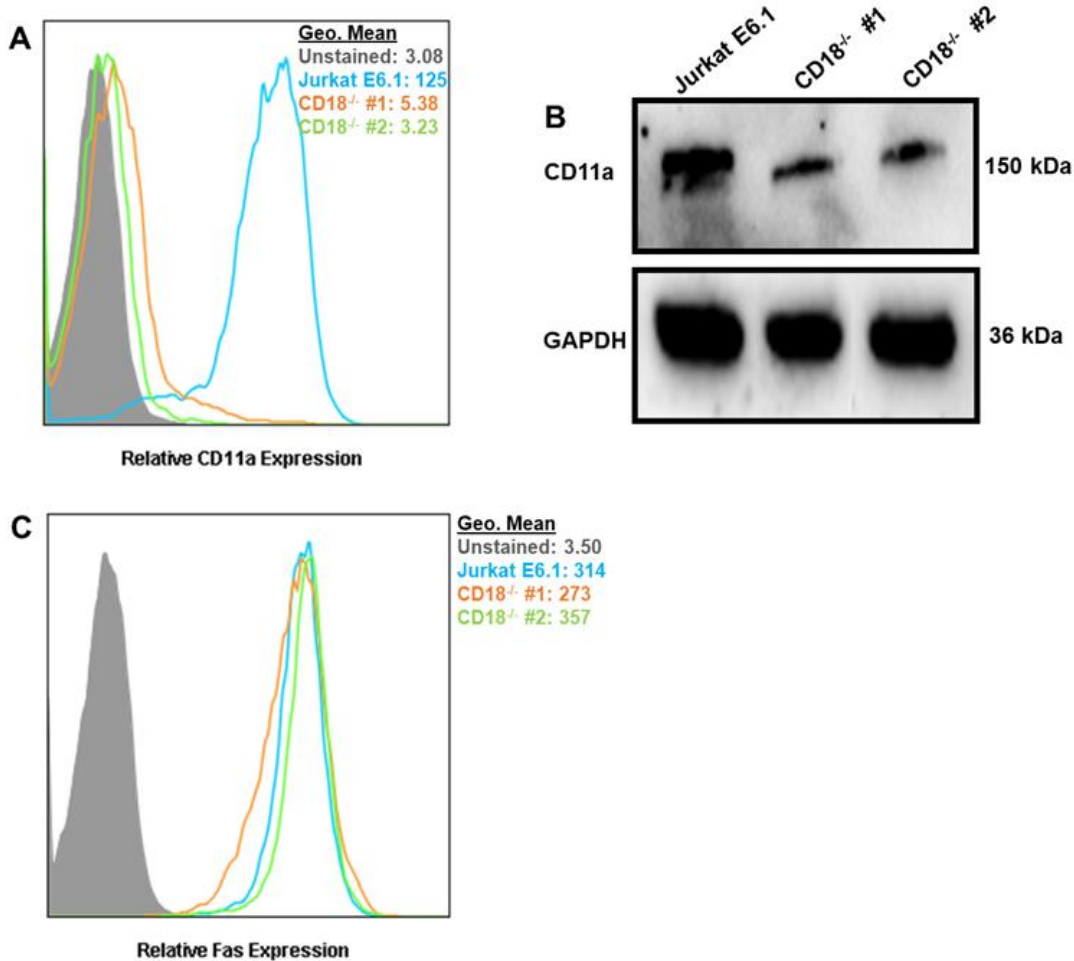 A
Geo. Mean
Unstained: 3.08
Jurkat E6.1: 125
CD18-/- #1: 5.38
CD18-/- #2: 3.23
Relative CD11a Expression
B
Jurkat E6.1
CD18-/- #1
CD18-/- #2
CD11a
150 kDa
GAPDH
36 kDa
C
Geo. Mean
Unstained: 3.50
Jurkat E6.1: 314
CD18-/- #1: 273
CD18-/- #2: 357
Relative Fas Expression